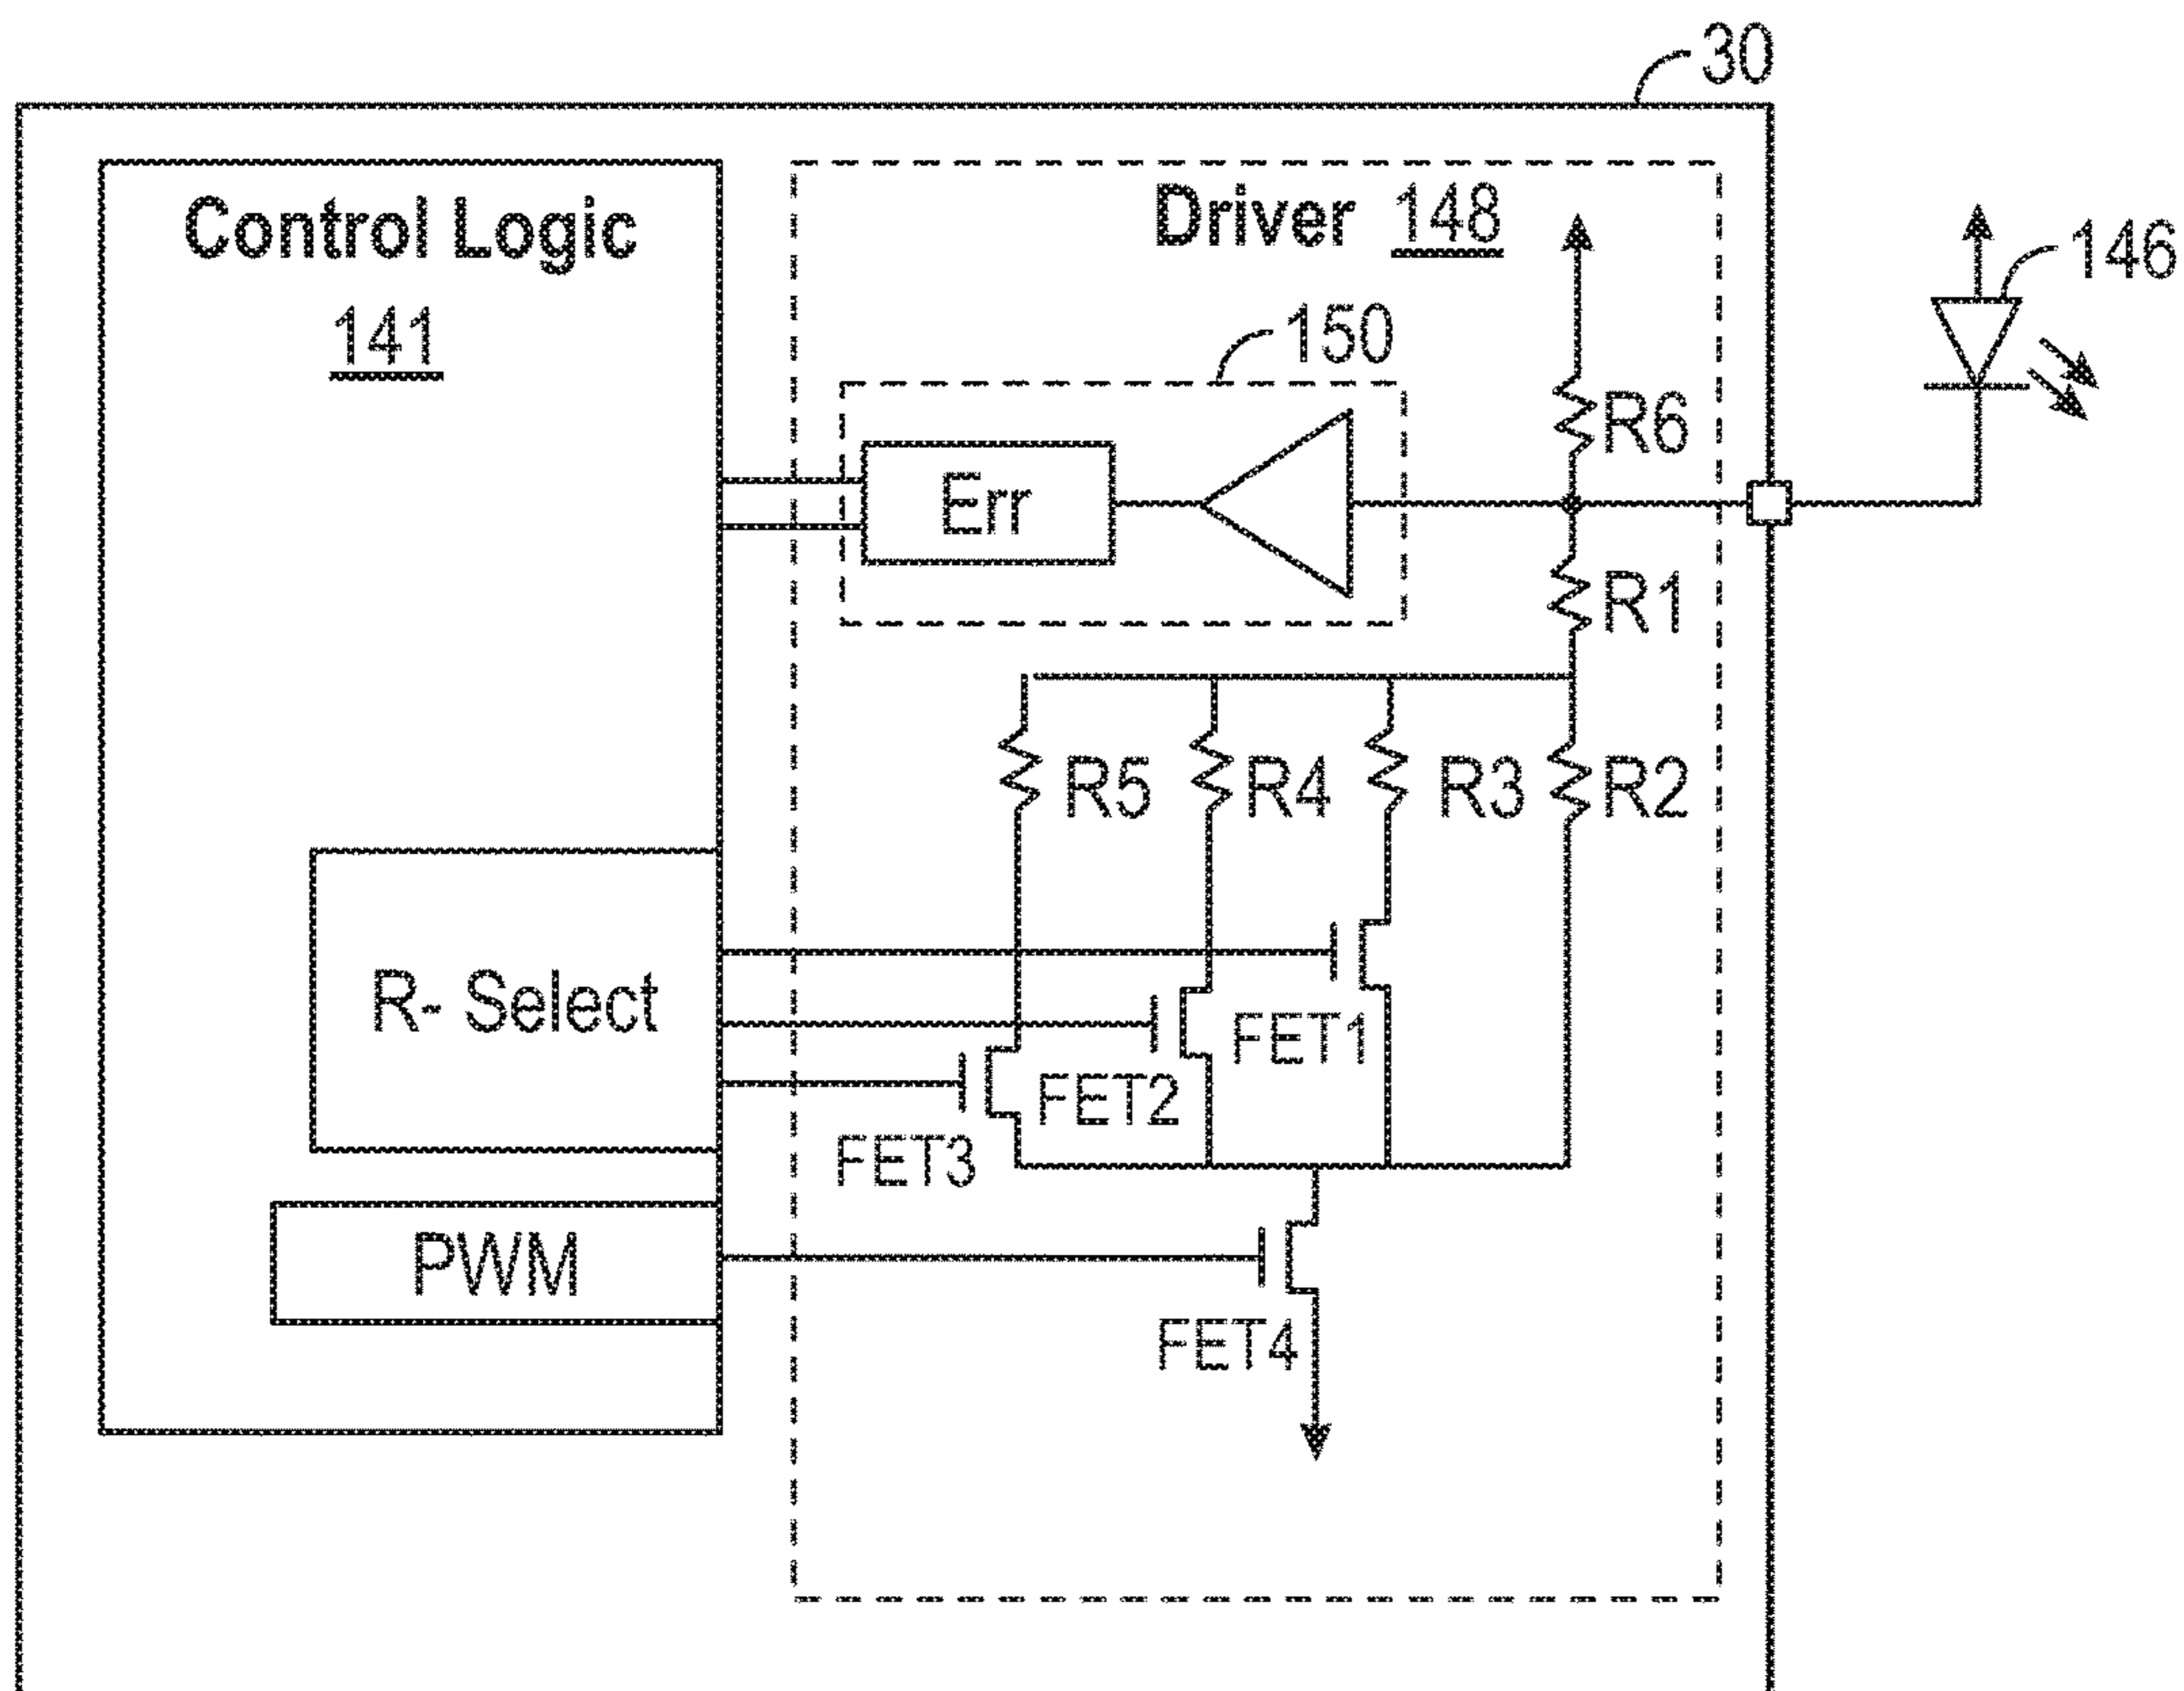 30
Control Logic
141
Driver 148
146
150
Err
R6
R1
R5
R4
R3
R2
R- Select
FET1
FET2
FET3
PWM
FET4